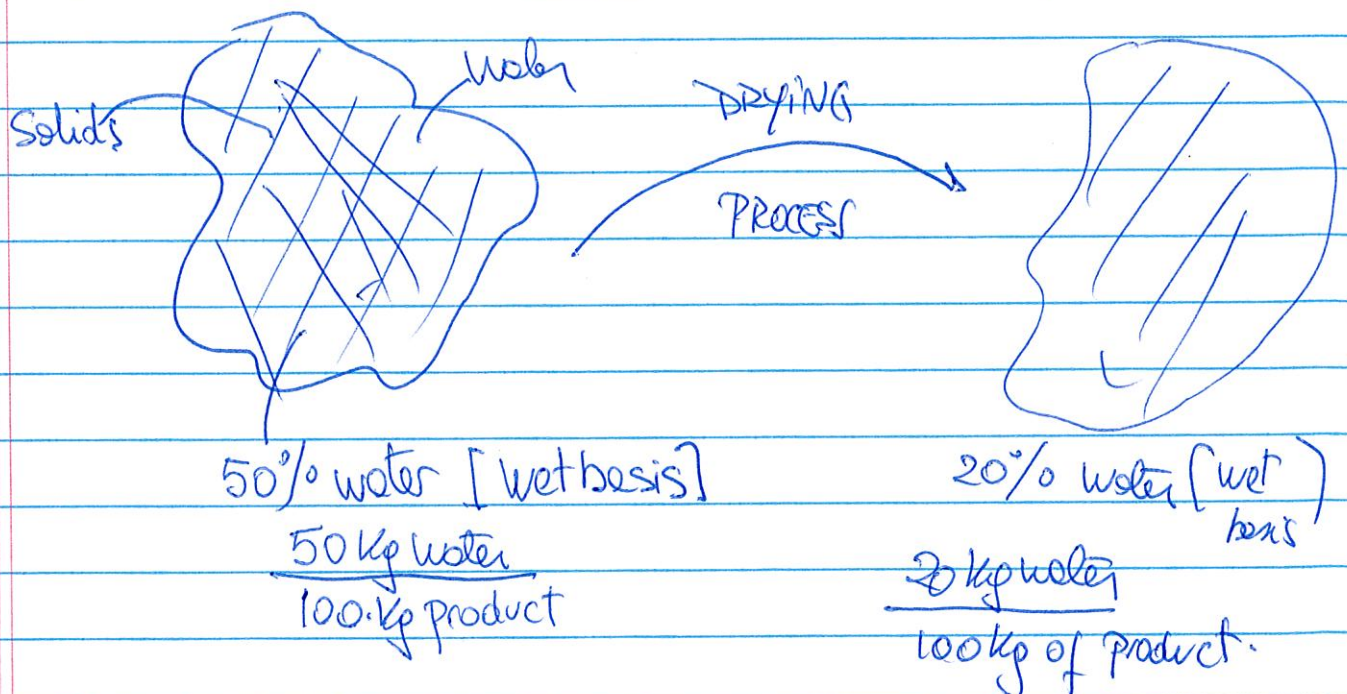 Water
Solids
DRYING
PROCESS
50% water [wet basis]
50 Kg water
100.Kg product
20% water (wet basis)
20 kg water
100 kg of product.